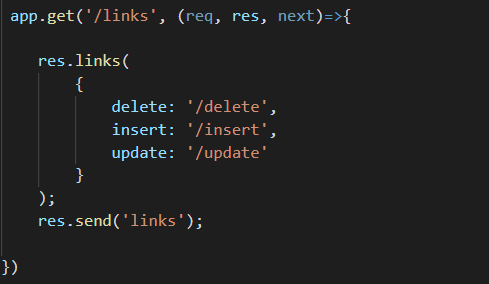 app.get('/links', (req, res, next)=>{
res.links(
{
delete: '/delete',
insert: '/insert',
update: '/update'
}
);
res.send('links');
})